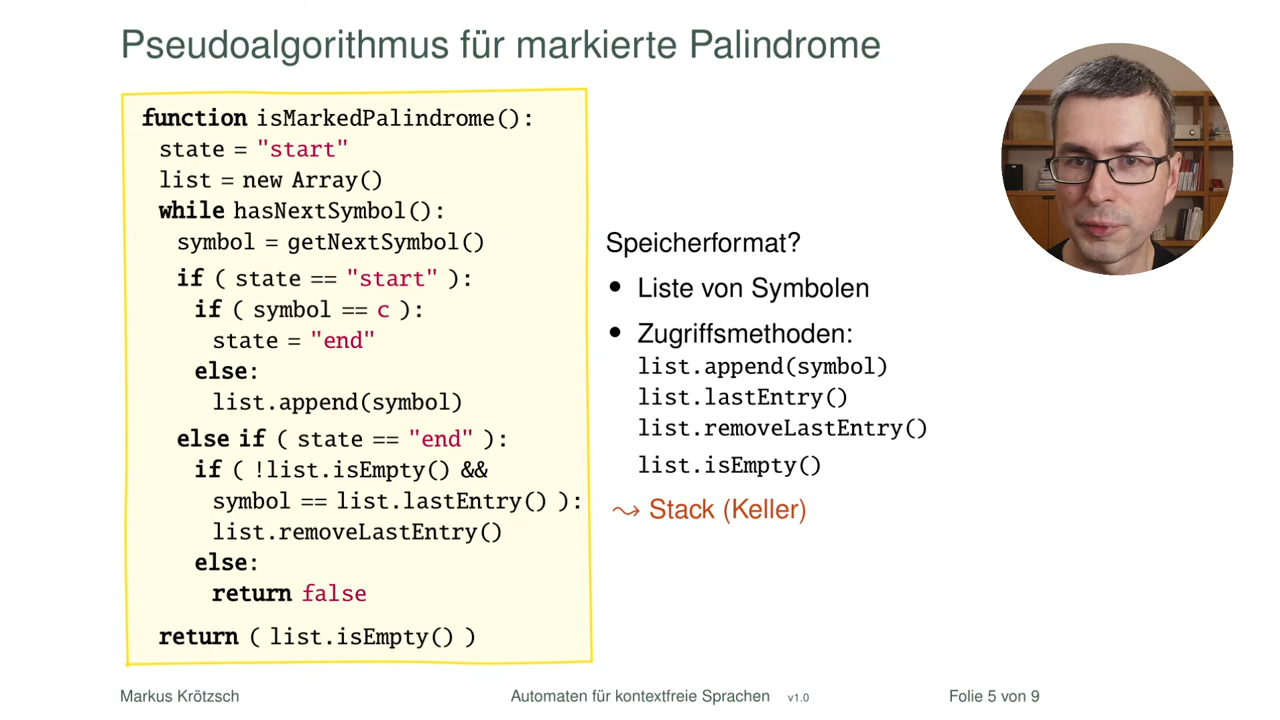 Pseudoalgorithmus für markierte Palindrome
function isMarkedPalindrome():
state = "start"
list = new Array()
while hasNextSymbol():
symbol = getNextSymbol()
if ( state == "start" ):
if ( symbol == c ):
state = "end"
else:
list.append(symbol)
else if ( state == "end" ):
if ( !list.isEmpty() &&
symbol == list.lastEntry() ):
list.removeLastEntry()
else:
return false
return ( list.isEmpty() )
Speicherformat?
• Liste von Symbolen
• Zugriffsmethoden:
list.append(symbol)
list.lastEntry()
list.removeLastEntry()
list.isEmpty()
⤳ Stack (Keller)
Markus Krötzsch Automaten für kontextfreie Sprachen v1.0 Folie 5 von 9